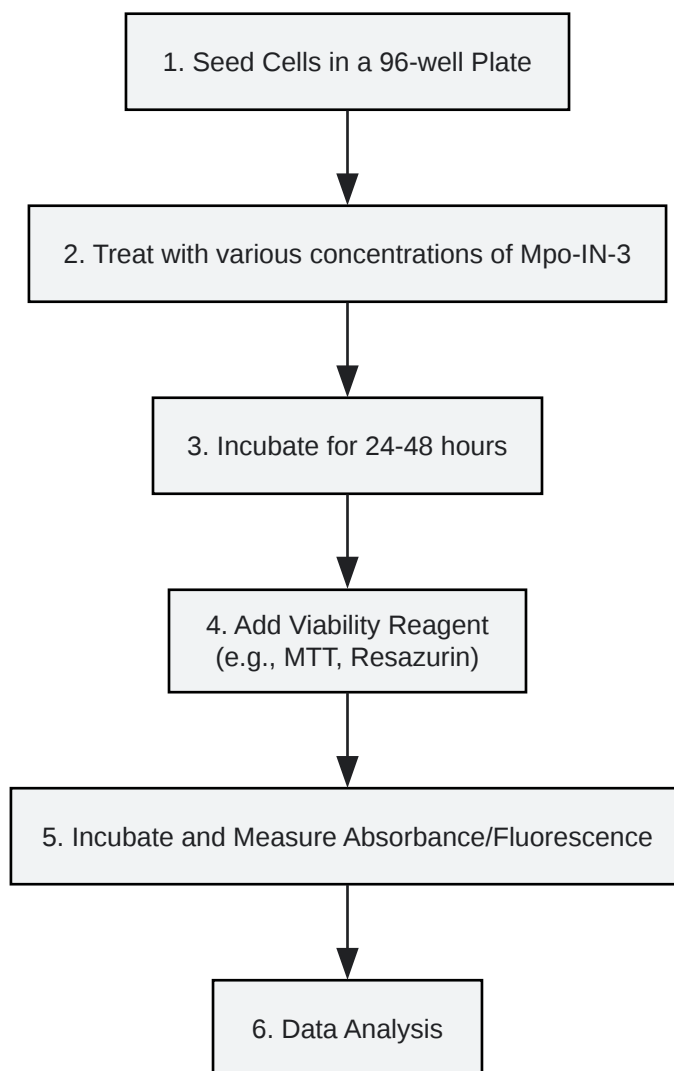 1. Seed Cells in a 96-well Plate
2. Treat with various concentrations of Mpo-IN-3
3. Incubate for 24-48 hours
4. Add Viability Reagent
(e.g., MTT, Resazurin)
5. Incubate and Measure Absorbance/Fluorescence
6. Data Analysis